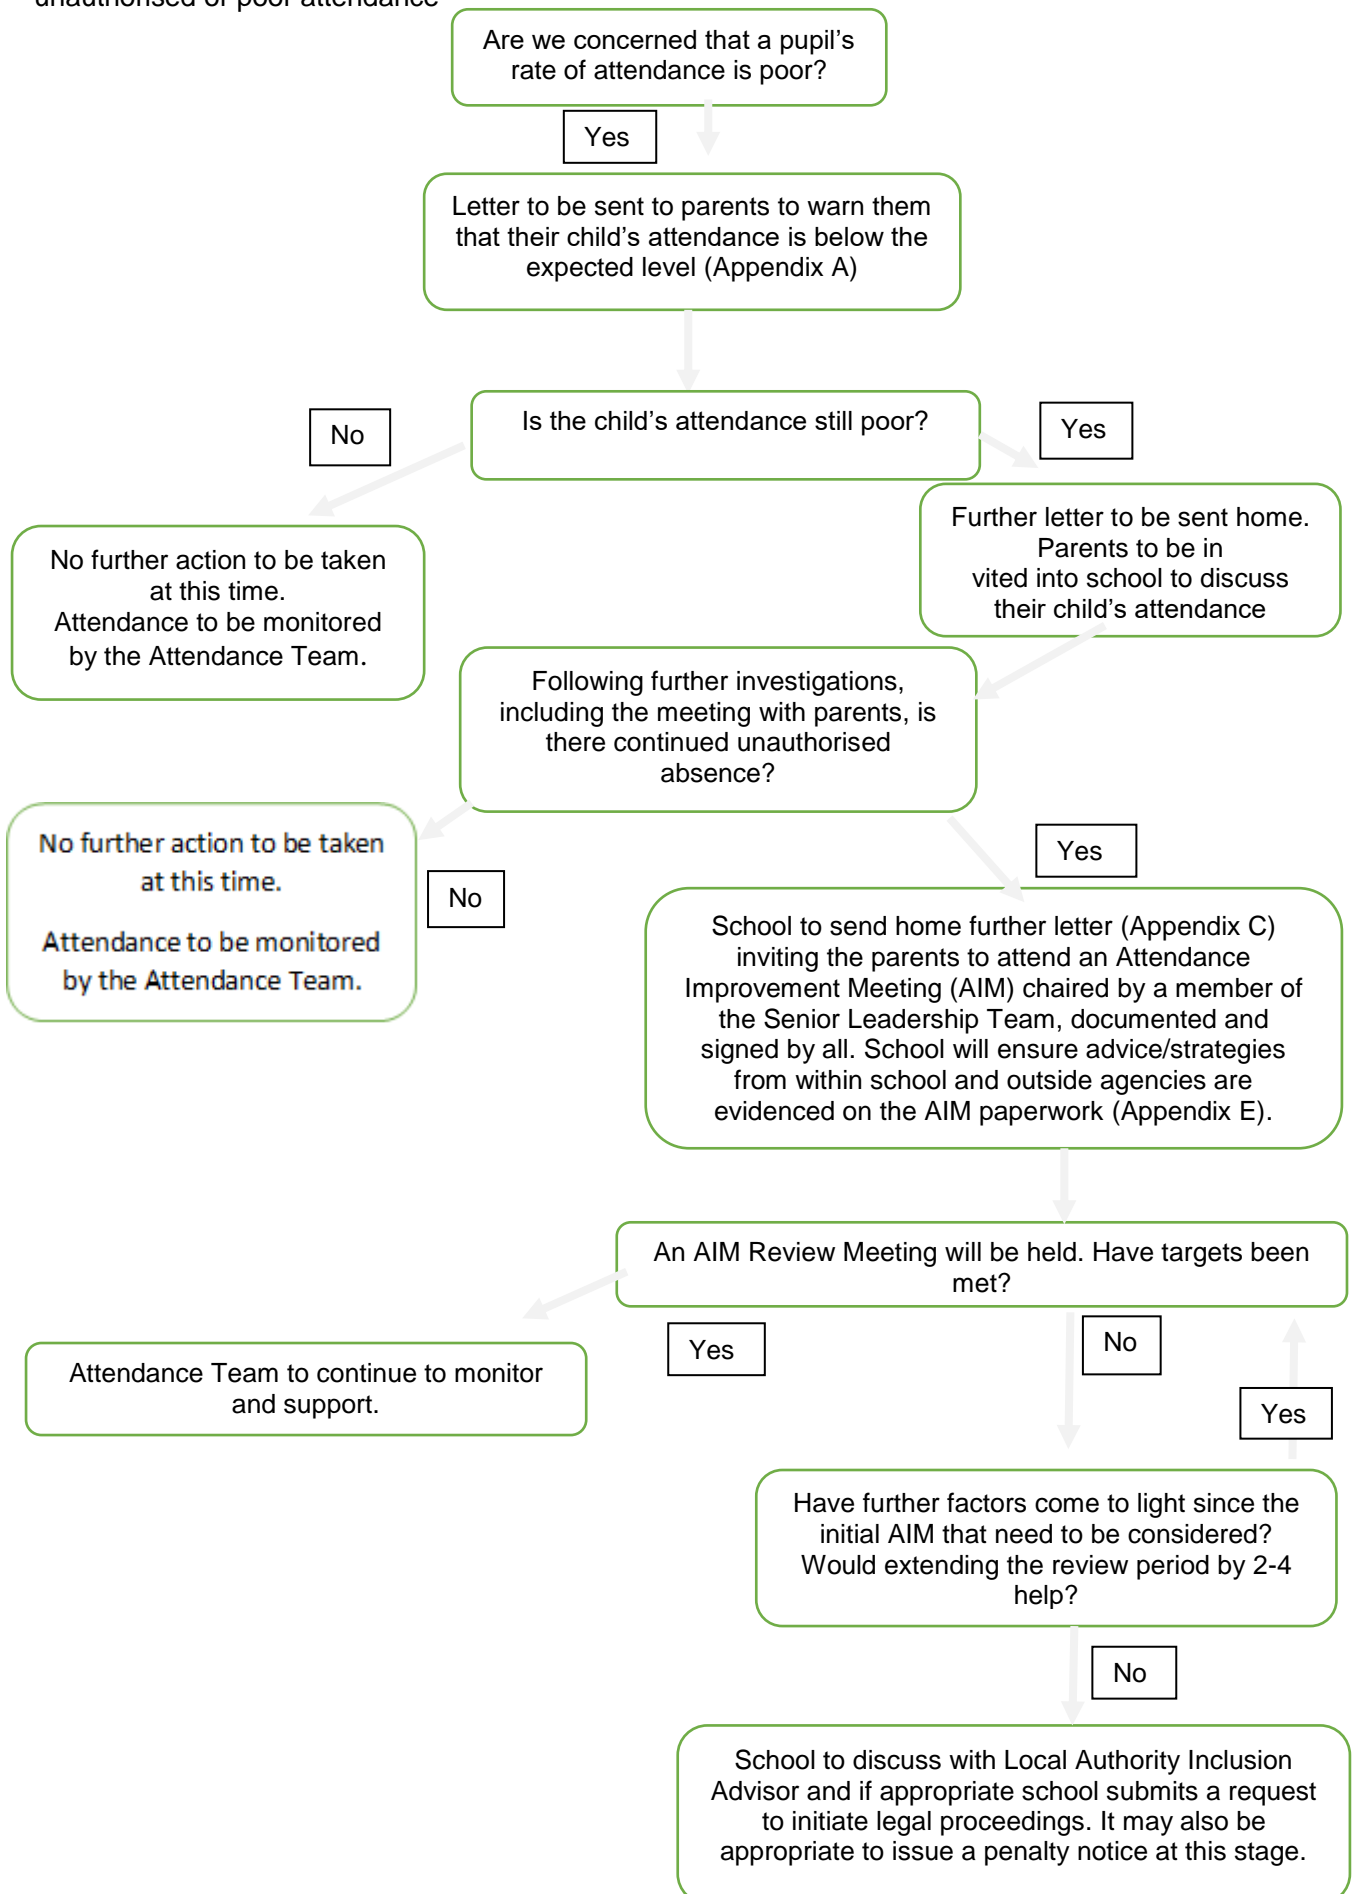 unauthorised or poor attendance
Are we concerned that a pupil's
rate of attendance is poor?
Yes
Letter to be sent to parents to warn them
that their child's attendance is below the
expected level (Appendix A)
Is the child's attendance still poor?
No
Yes
Further letter to be sent home.
Parents to be in
vited into school to discuss
their child's attendance
No further action to be taken
at this time.
Attendance to be monitored
by the Attendance Team.
Following further investigations,
including the meeting with parents, is
there continued unauthorised
absence?
No further action to be taken
at this time.
Attendance to be monitored
by the Attendance Team.
No
Yes
School to send home further letter (Appendix C)
inviting the parents to attend an Attendance
Improvement Meeting (AIM) chaired by a member of
the Senior Leadership Team, documented and
signed by all. School will ensure advice/strategies
from within school and outside agencies are
evidenced on the AIM paperwork (Appendix E).
An AIM Review Meeting will be held. Have targets been
met?
Yes
No
Yes
Attendance Team to continue to monitor
and support.
Have further factors come to light since the
initial AIM that need to be considered?
Would extending the review period by 2-4
help?
No
School to discuss with Local Authority Inclusion
Advisor and if appropriate school submits a request
to initiate legal proceedings. It may also be
appropriate to issue a penalty notice at this stage.